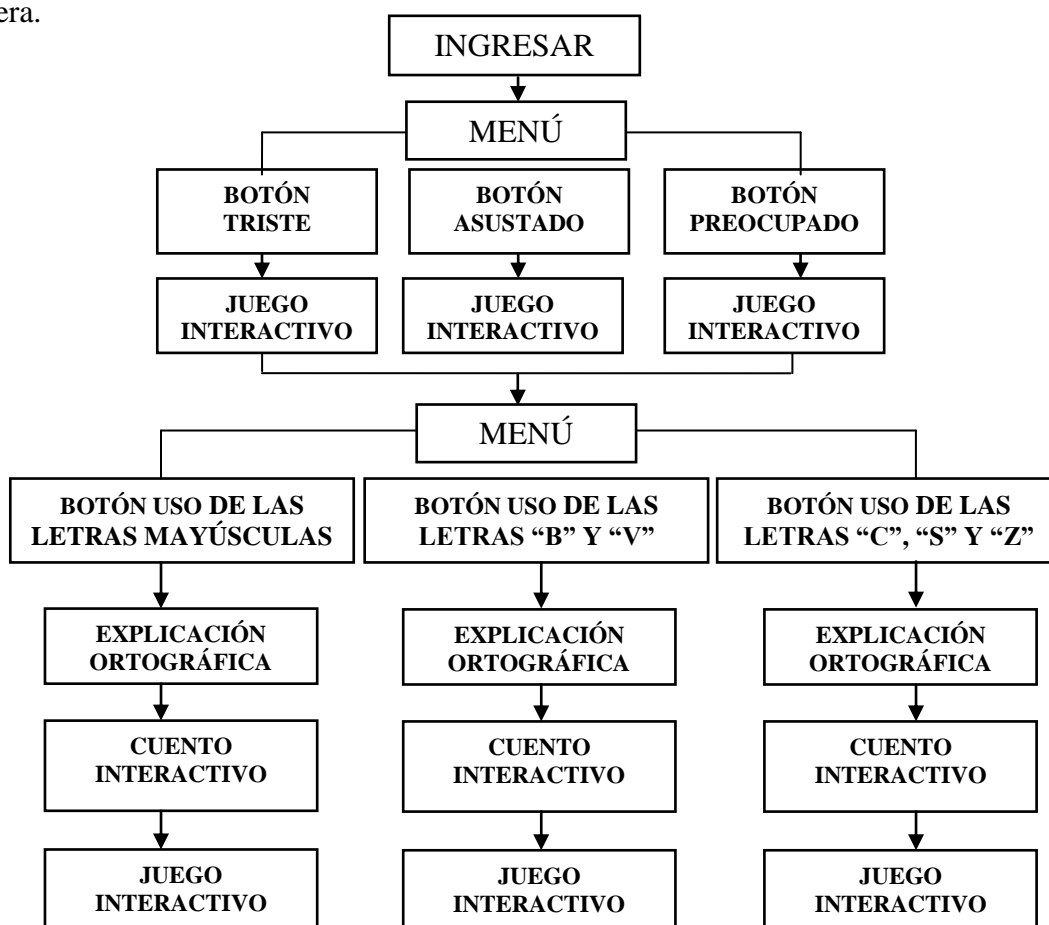 era.
INGRESAR
MENÚ
BOTÓN
TRISTE
BOTÓN
ASUSTADO
BOTÓN
PREOCUPADO
JUEGO
INTERACTIVO
JUEGO
INTERACTIVO
JUEGO
INTERACTIVO
MENÚ
BOTÓN USO DE LAS
LETRAS MAYÚSCULAS
BOTÓN USO DE LAS
LETRAS “B” Y “V”
BOTÓN USO DE LAS
LETRAS “C”, “S” Y “Z”
EXPLICACIÓN
ORTOGRÁFICA
EXPLICACIÓN
ORTOGRÁFICA
EXPLICACIÓN
ORTOGRÁFICA
CUENTO
INTERACTIVO
CUENTO
INTERACTIVO
CUENTO
INTERACTIVO
JUEGO
INTERACTIVO
JUEGO
INTERACTIVO
JUEGO
INTERACTIVO